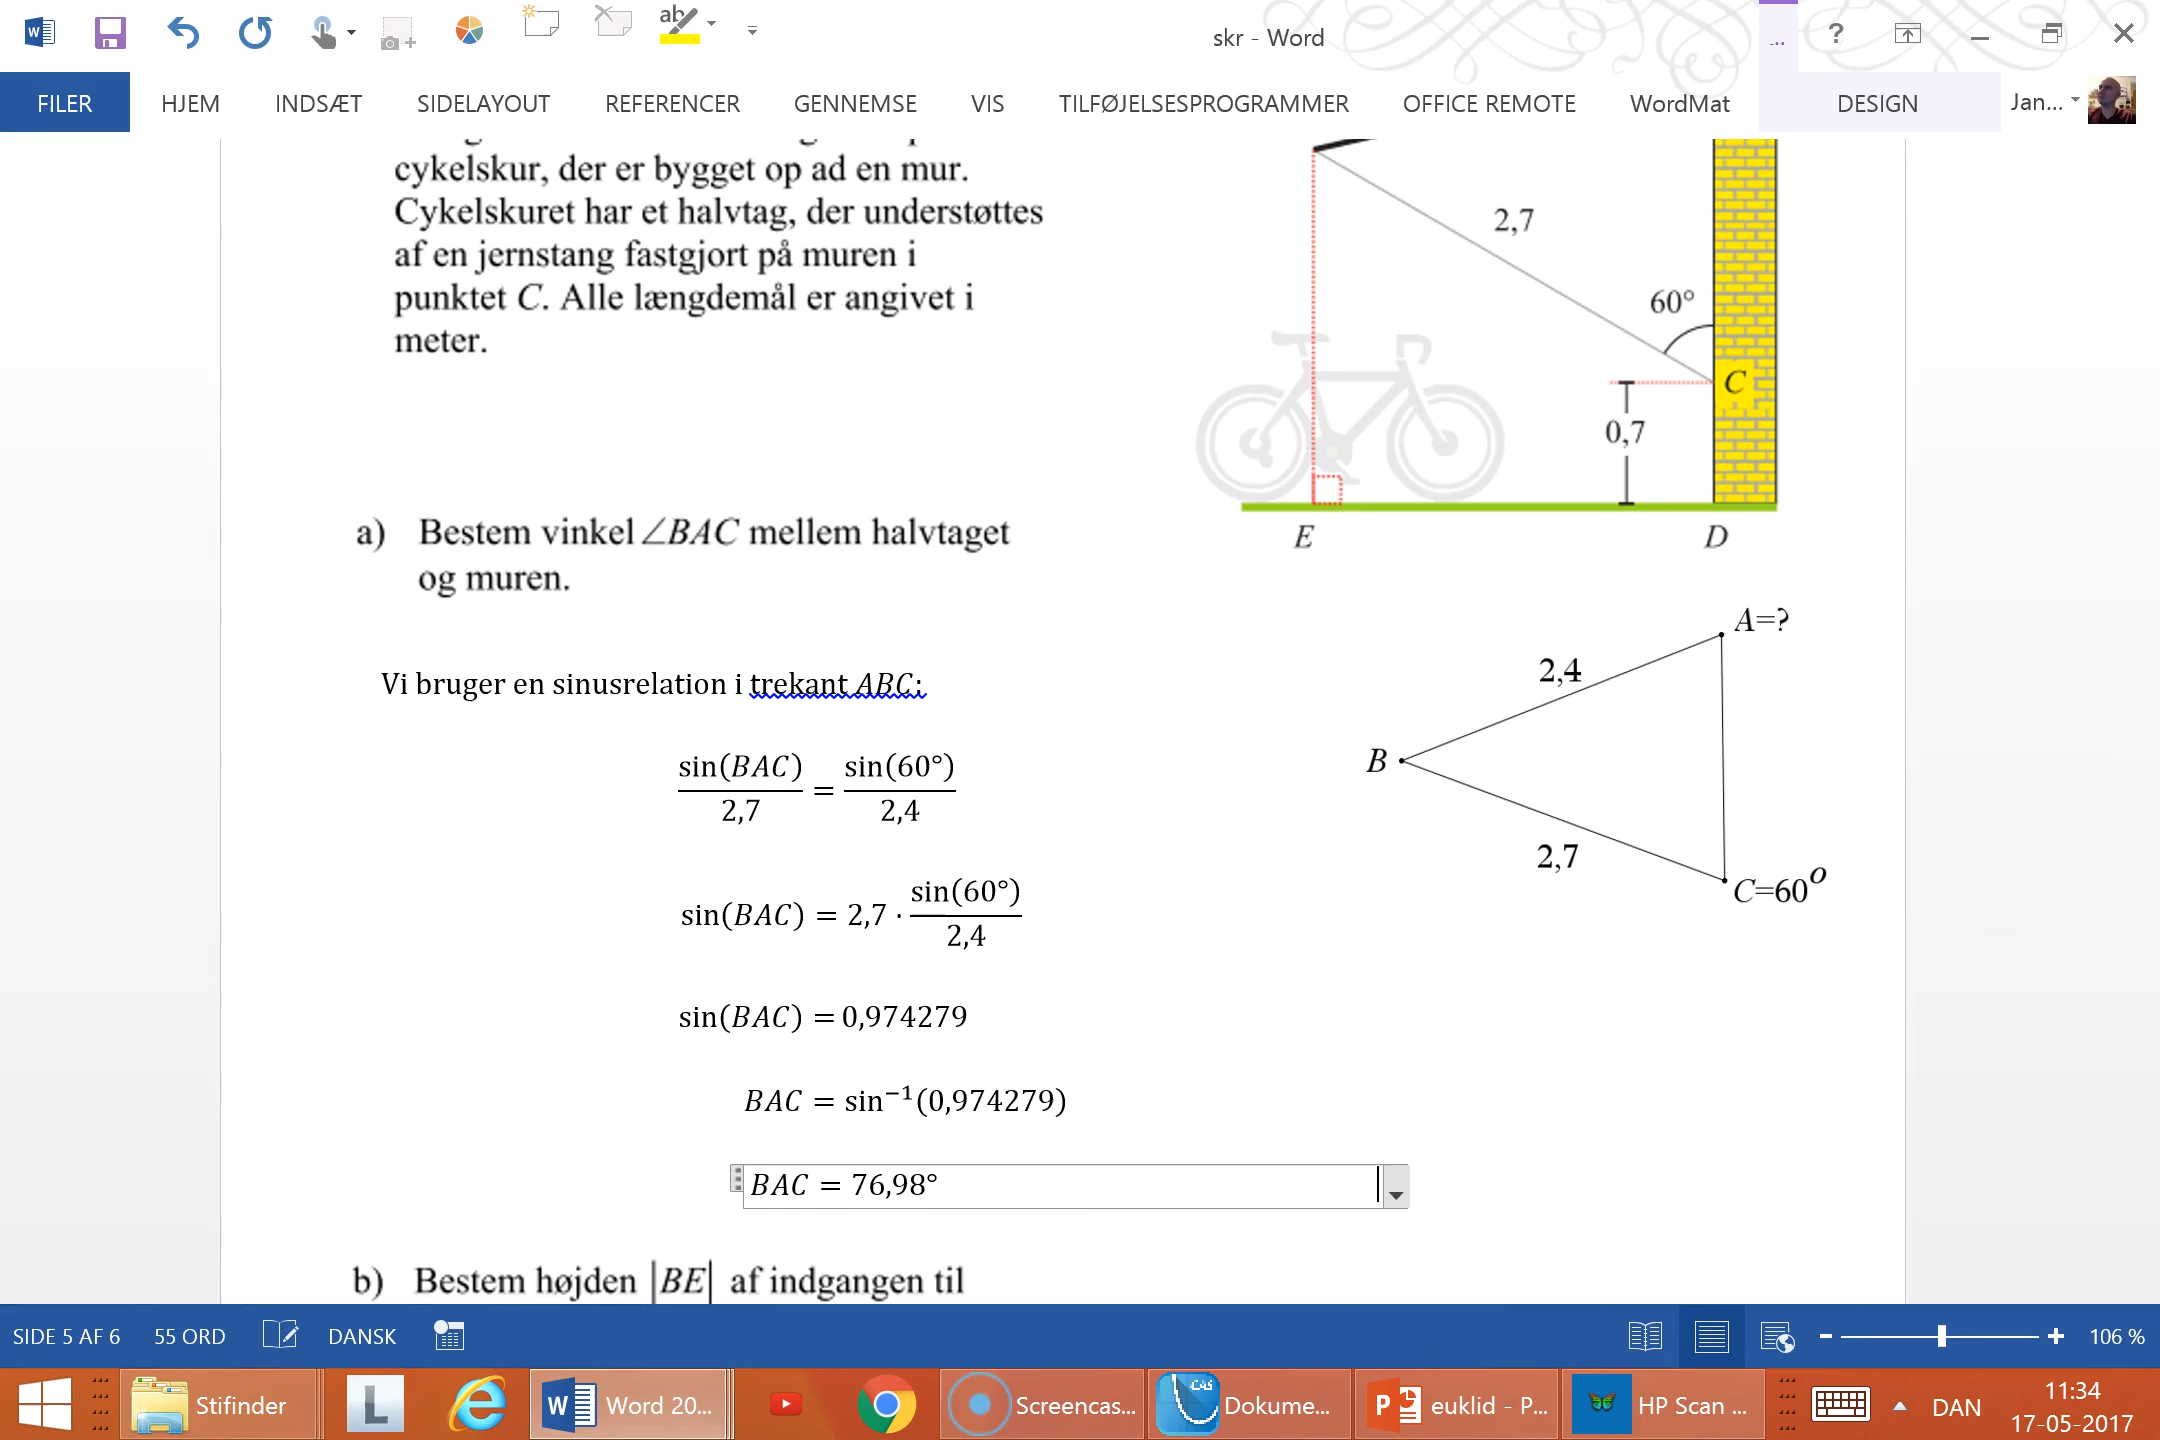 skr - Word
?
FILER HJEM INDSÆT SIDELAYOUT REFERENCER GENNEMSE VIS TILFØJELSESPROGRAMMER OFFICE REMOTE WordMat DESIGN Jan...
cykelskur, der er bygget op ad en mur.
Cykelskuret har et halvtag, der understøttes
af en jernstang fastgjort på muren i
punktet C. Alle længdemål er angivet i
meter.
2,7
60°
C
0,7
E D
a) Bestem vinkel ∠BAC mellem halvtaget
og muren.
Vi bruger en sinusrelation i trekant ABC:
sin(BAC)/2,7 = sin(60°)/2,4
sin(BAC) = 2,7 · sin(60°)/2,4
sin(BAC) = 0,974279
BAC = sin⁻¹(0,974279)
BAC = 76,98°
A=?
2,4
B
2,7
C=60°
b) Bestem højden |BE| af indgangen til
SIDE 5 AF 6 55 ORD DANSK 106 %
Stifinder Word 20... Screencas... CAS Dokume... euklid - P... HP Scan ... DAN 11:34
17-05-2017